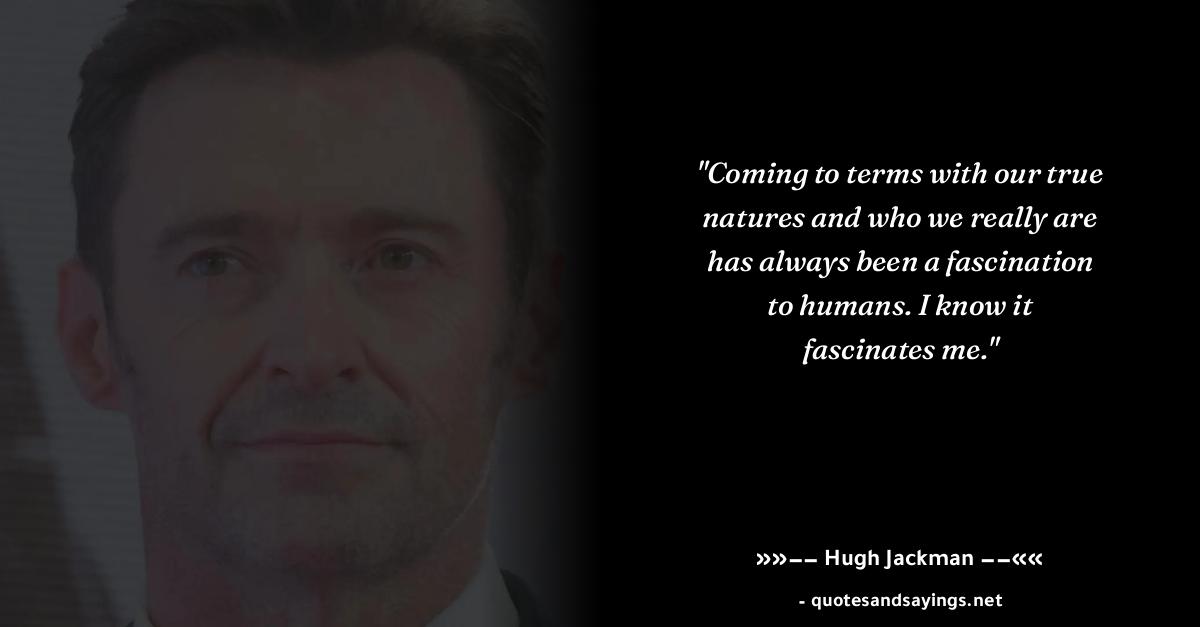 "Coming to terms with our true
natures and who we really are
has always been a fascination
to humans. I know it
fascinates me."
»»–– Hugh Jackman ––««
- quotesandsayings.net